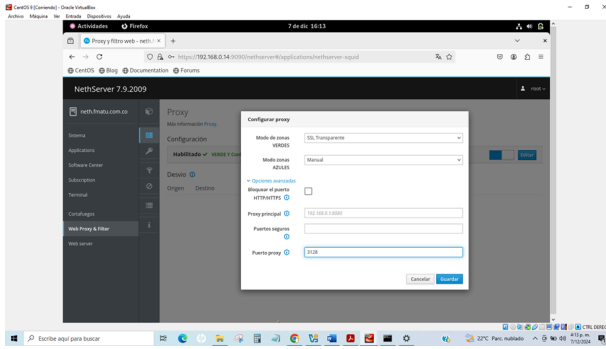 CentOS 9 [Corriendo] - Oracle VirtualBox
Archivo Máquina Ver Entrada Dispositivos Ayuda
Actividades Firefox 7 de dic 16:13
Proxy y filtro web - neth.f
https://192.168.0.14:9090/nethserver#/applications/nethserver-squid
CentOS Blog Documentation Forums
NethServer 7.9.2009
root
neth.fmatu.com.co
Sistema
Applications
Software Center
Subscription
Terminal
Cortafuegos
Web Proxy & Filter
Web server
Proxy
Más información Proxy
Configuración
Habilitado
Editar
Desvío
Origen Destino
Configurar proxy
Modo de zonas VERDES
SSL Transparente
Modo zonas AZULES
Manual
Opciones avanzadas
Bloquear el puerto HTTP/HTTPS
Proxy principal
192.168.0.1:8080
Puertos seguros
Puerto proxy
3128
Cancelar Guardar
Escribe aquí para buscar
22°C Parc. nublado
4:13 p. m.
7/12/2024